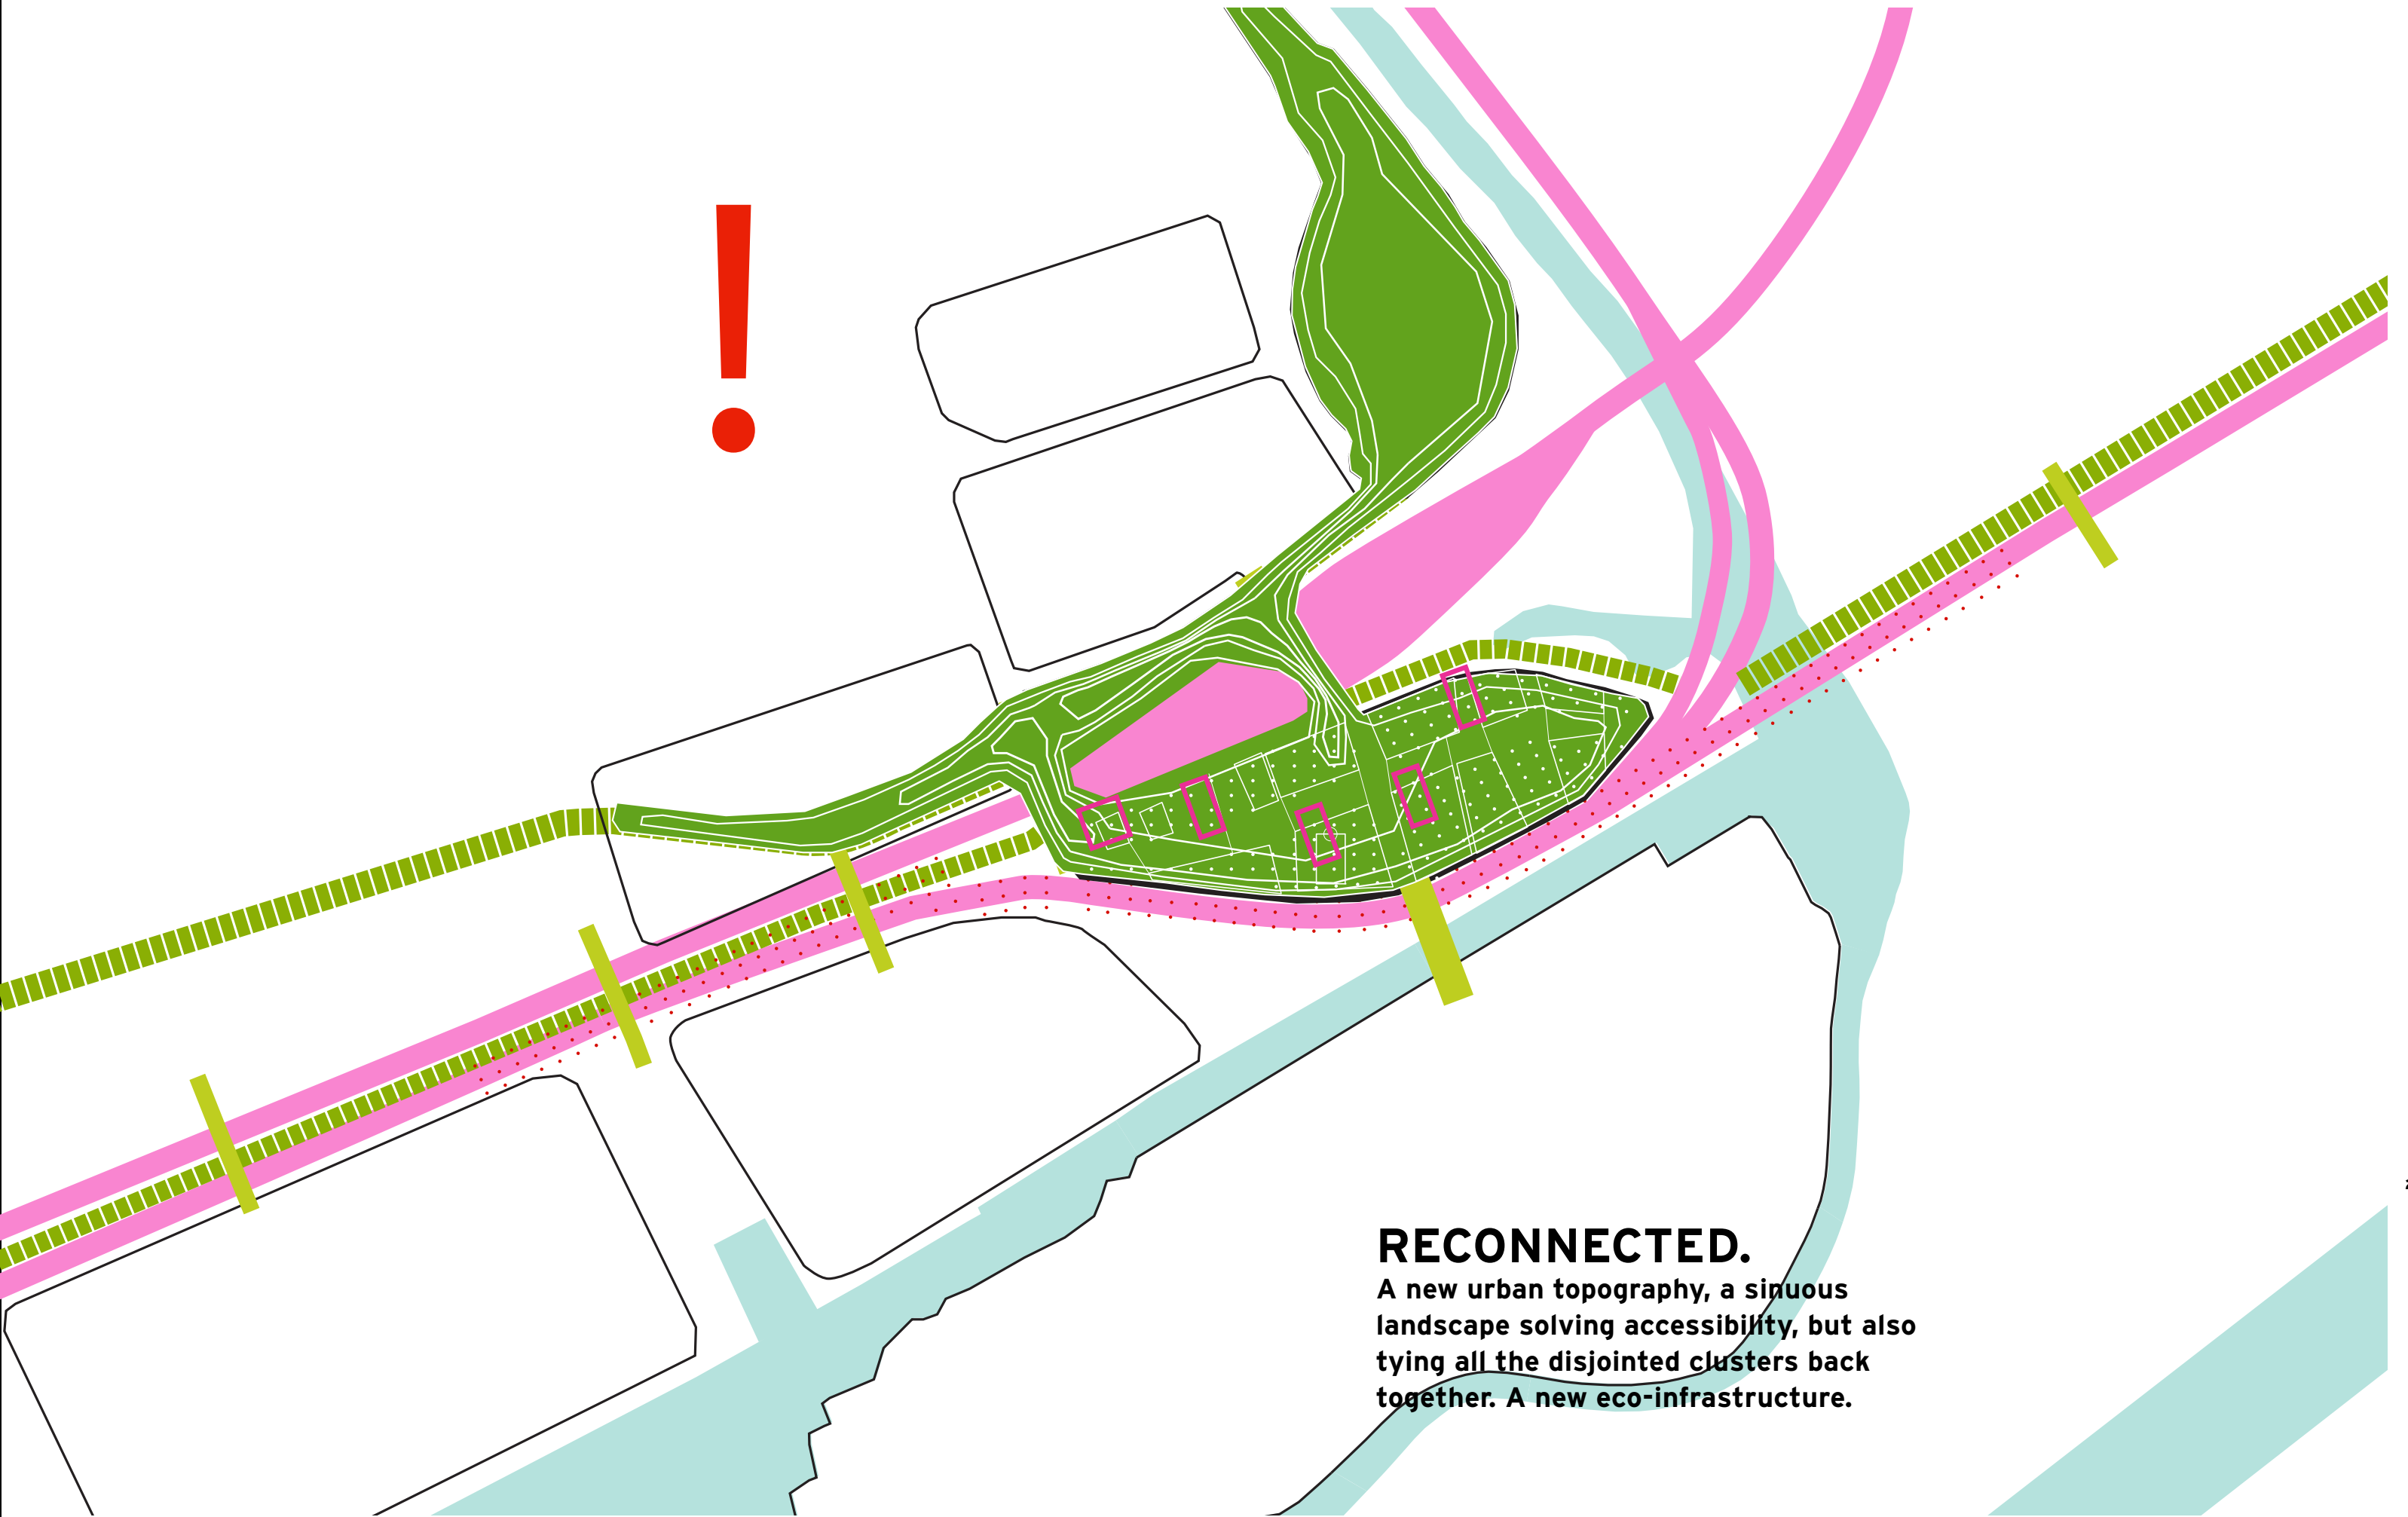 !
RECONNECTED.
A new urban topography, a sinuous
landscape solving accessibility, but also
tying all the disjointed clusters back
together. A new eco-infrastructure.